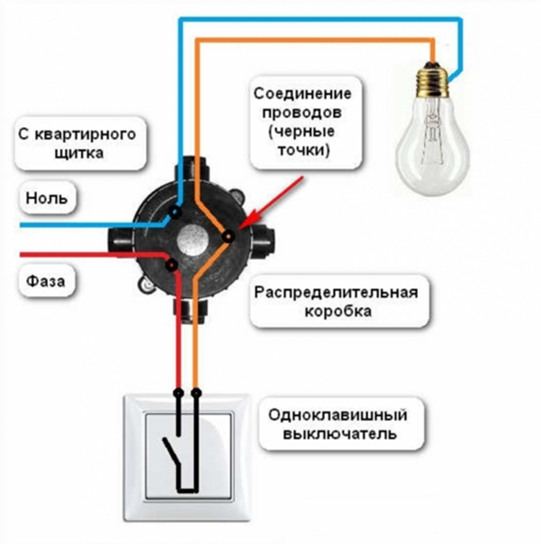 Соединение
проводов
(черные
точки)
С квартирного
щитка
Ноль
Фаза
Распределительная
коробка
Одноклавишный
выключатель